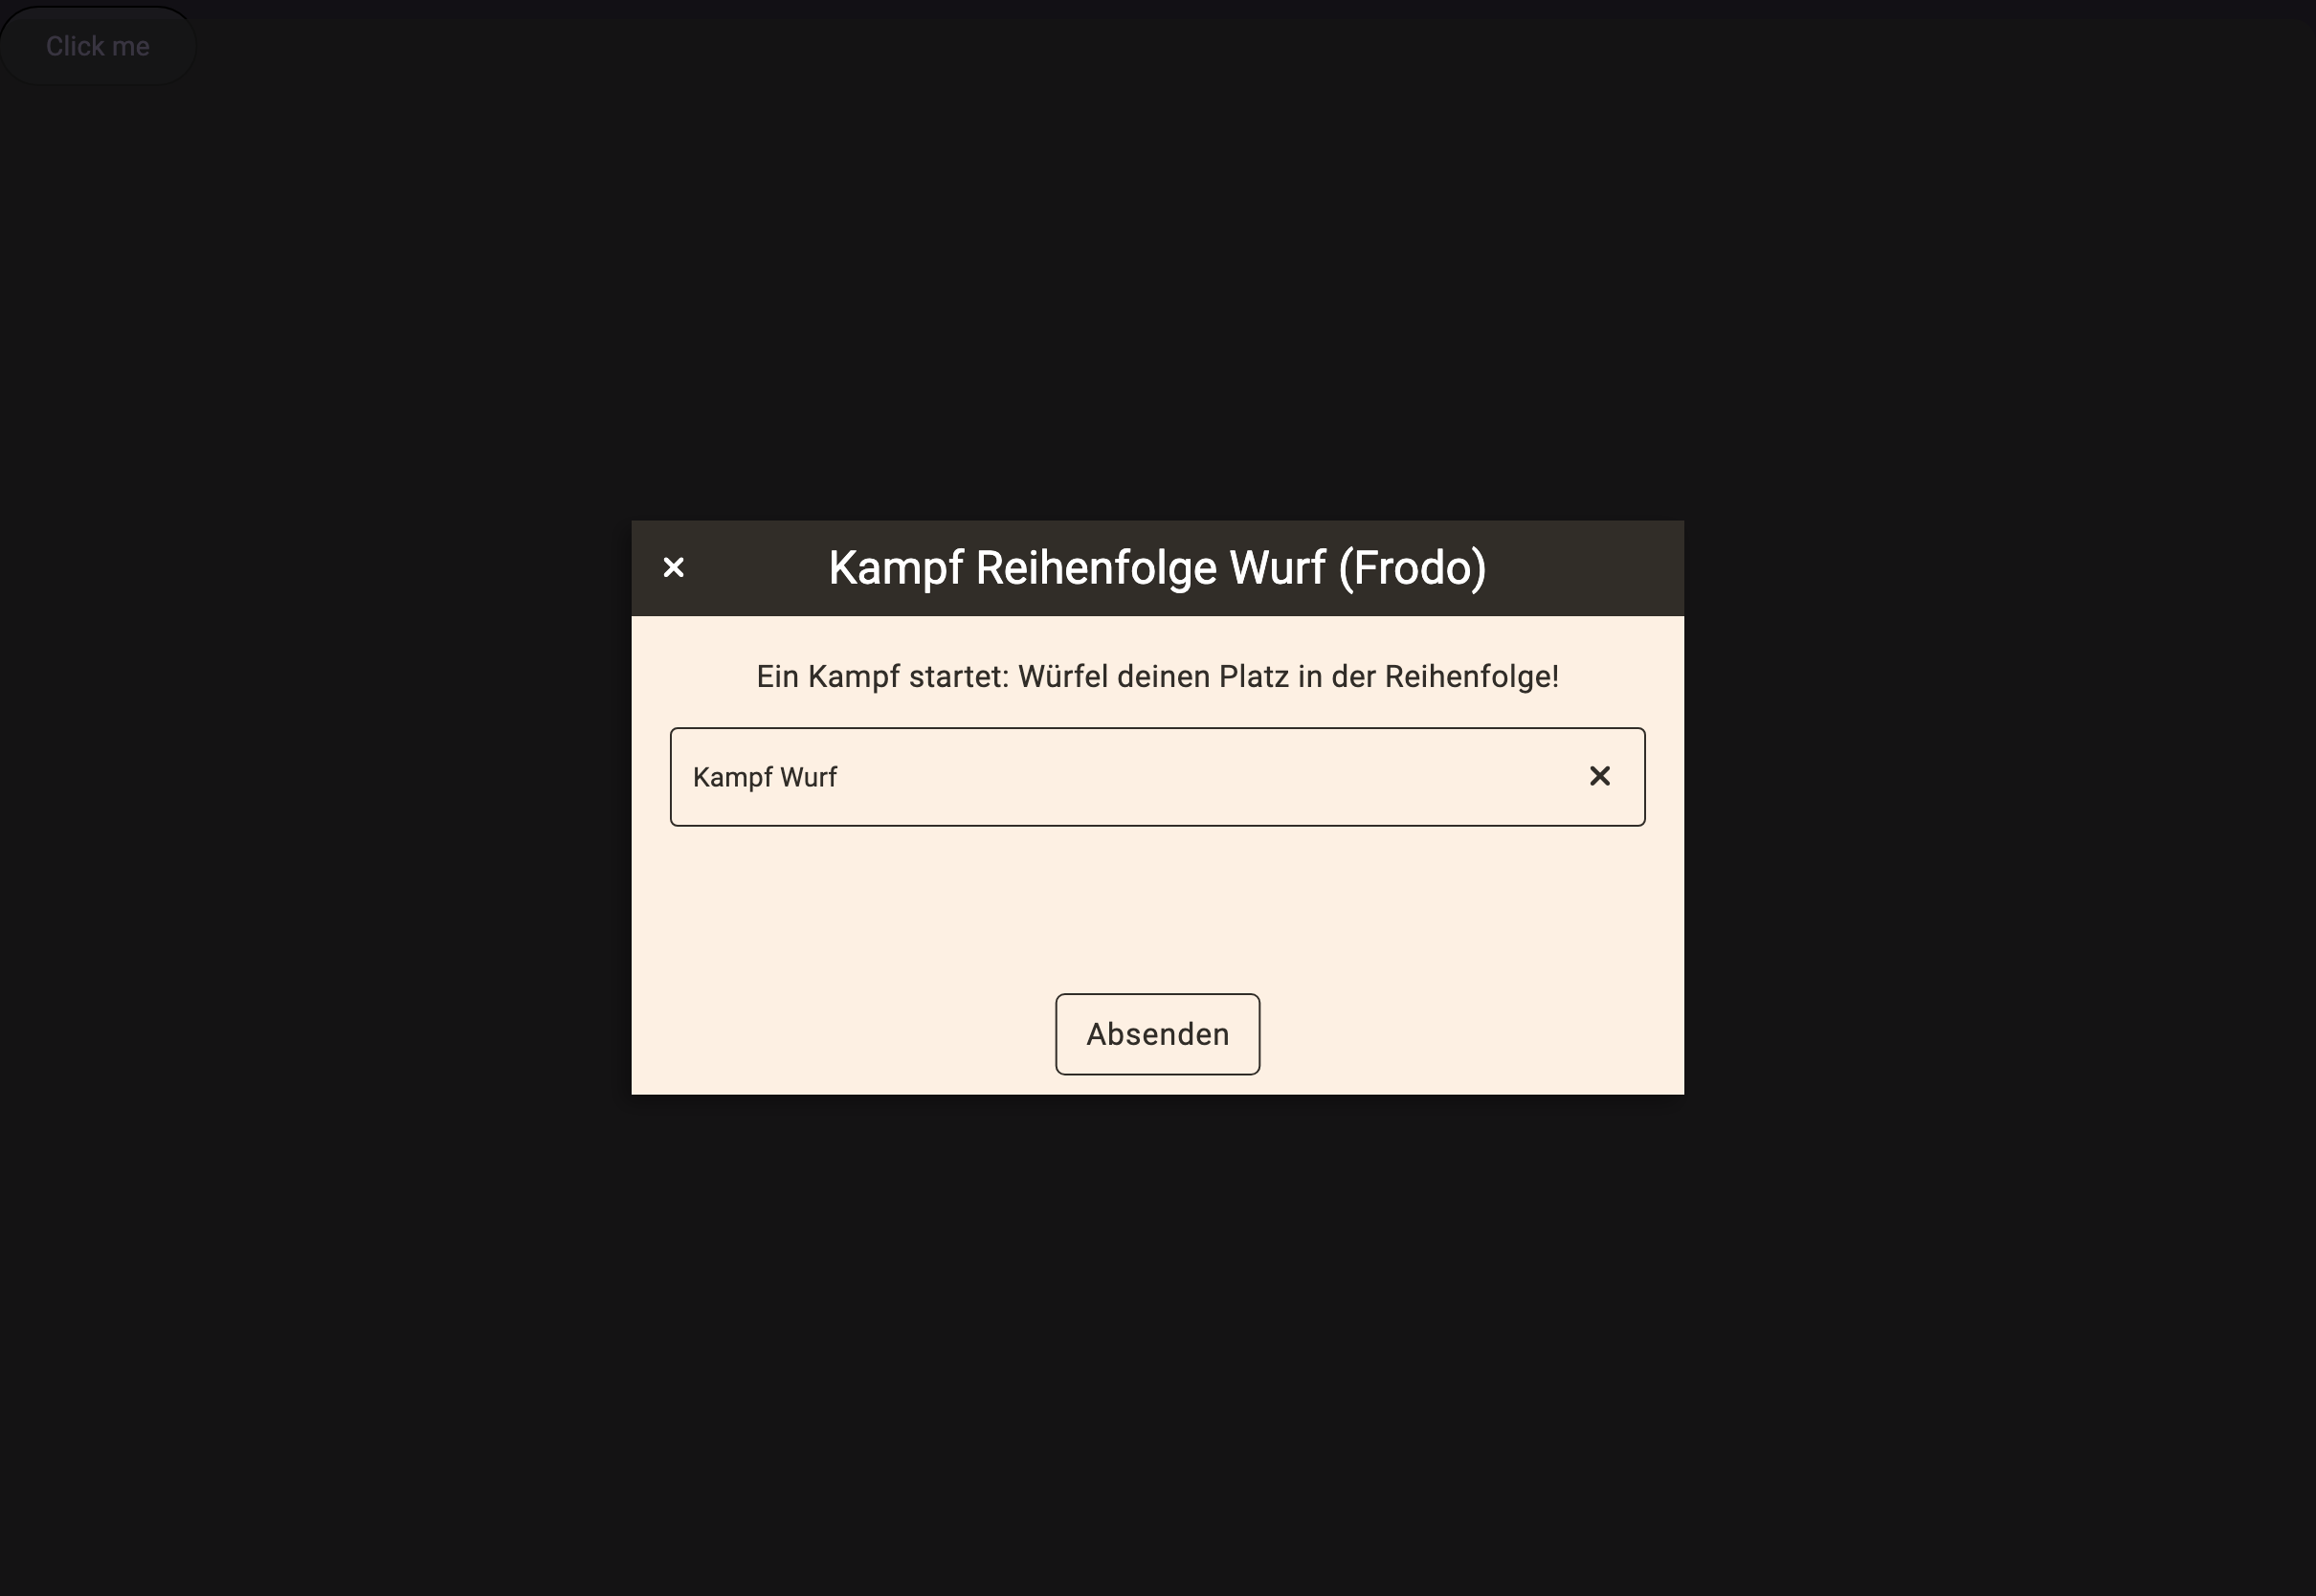 Click me
Kampf Reihenfolge Wurf (Frodo)
Ein Kampf startet: Würfel deinen Platz in der Reihenfolge!
Kampf Wurf
Absenden